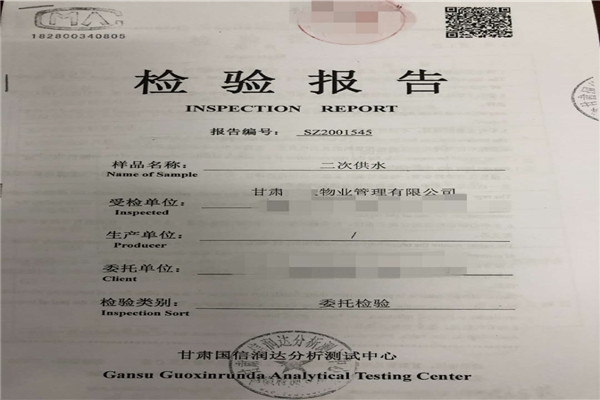 CMA
182800340805
检验报告
INSPECTION REPORT
报告编号: SZ2001545
样品名称: 二次供水
Name of Sample
甘肃 物业管理有限公司
受检单位:
Inspected
生产单位: /
Producer
委托单位:
Client
检验类别: 委托检验
Inspection Sort
甘肃国信润达分析测试中心
Gansu Guoxinrunda Analytical Testing Center